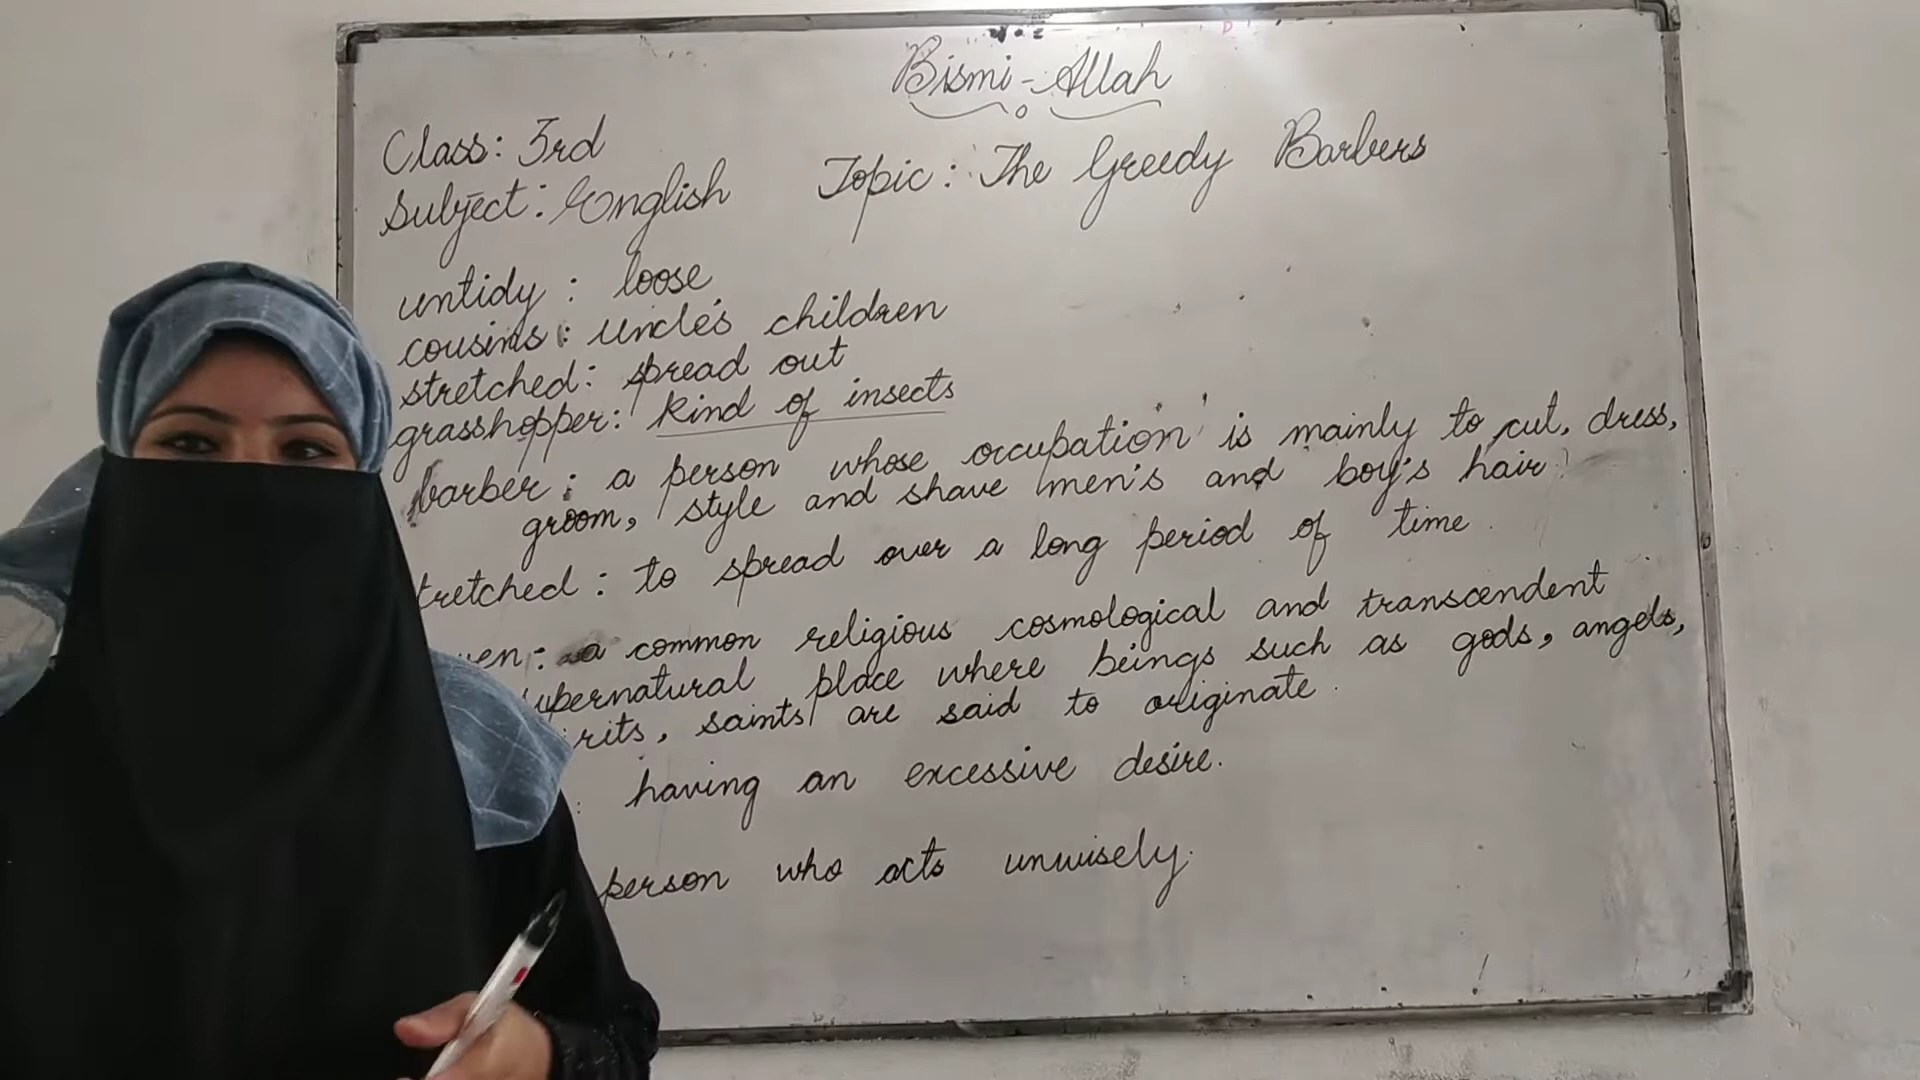 Bismi-Allah
Class: 3rd
Subject: English
Topic: The Greedy Barbers
untidy: loose
cousins: Uncle's children
stretched: spread out
grasshopper: kind of insects
barber: a person whose occupation is mainly to cut, dress,
groom, style and shave men's and boy's hair
tretched: to spread over a long period of time.
ven: a common religious cosmological and transcendent
supernatural place where beings such as gods, angels,
irits, saints are said to originate.
: having an excessive desire.
person who acts unwisely.